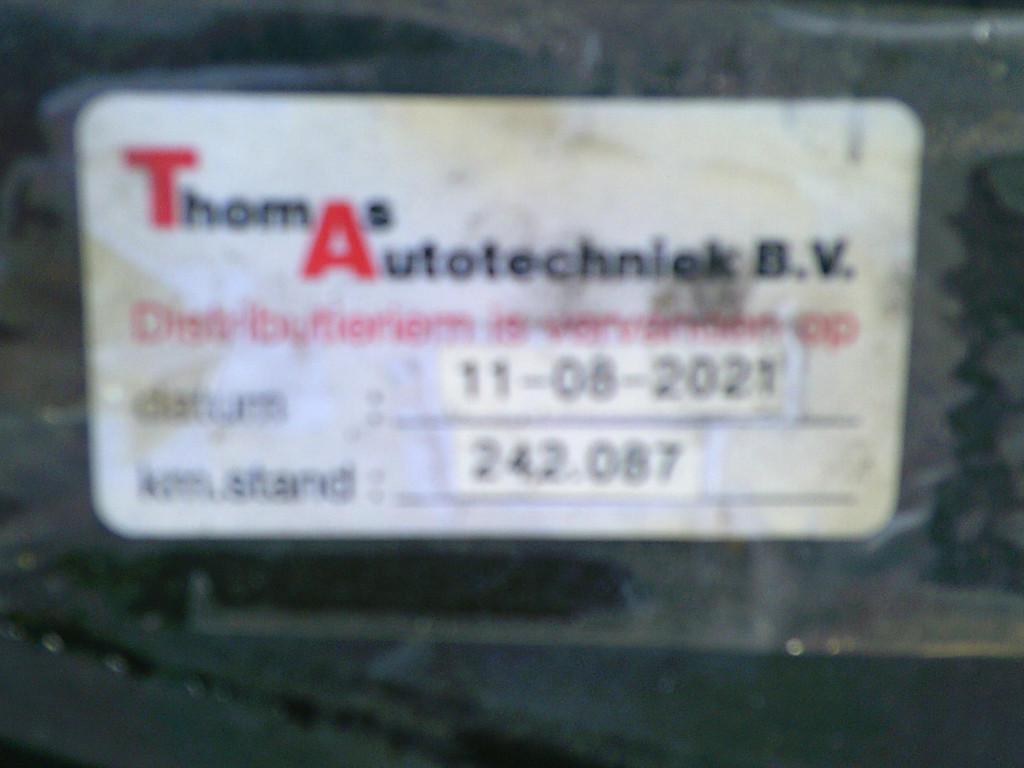 Thomas
Autotechniek B.V.
Distributieriem is vervangen op
datum : 11-08-2021
km.stand : 242.087